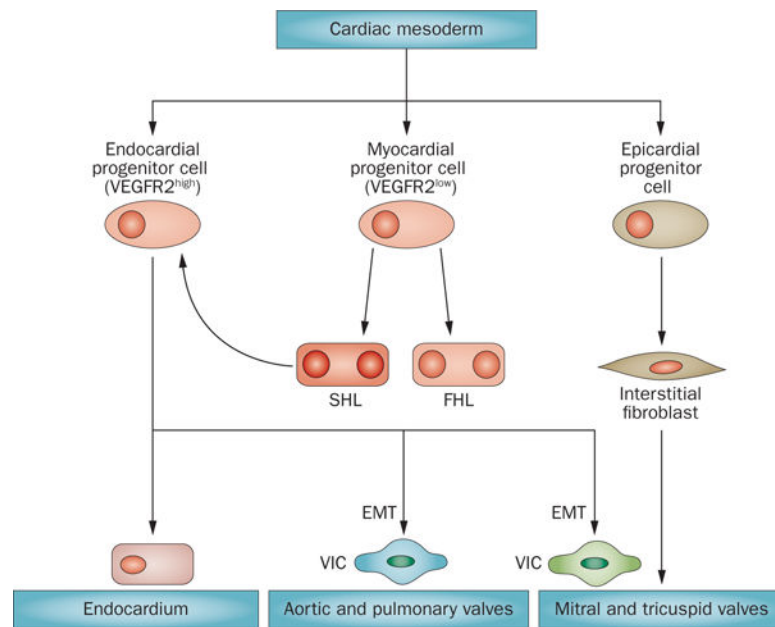 Cardiac mesoderm
Endocardial
progenitor cell
(VEGFR2high)
Myocardial
progenitor cell
(VEGFR2low)
Epicardial
progenitor
cell
SHL
FHL
Interstitial
fibroblast
EMT
EMT
VIC
VIC
Endocardium
Aortic and pulmonary valves
Mitral and tricuspid valves